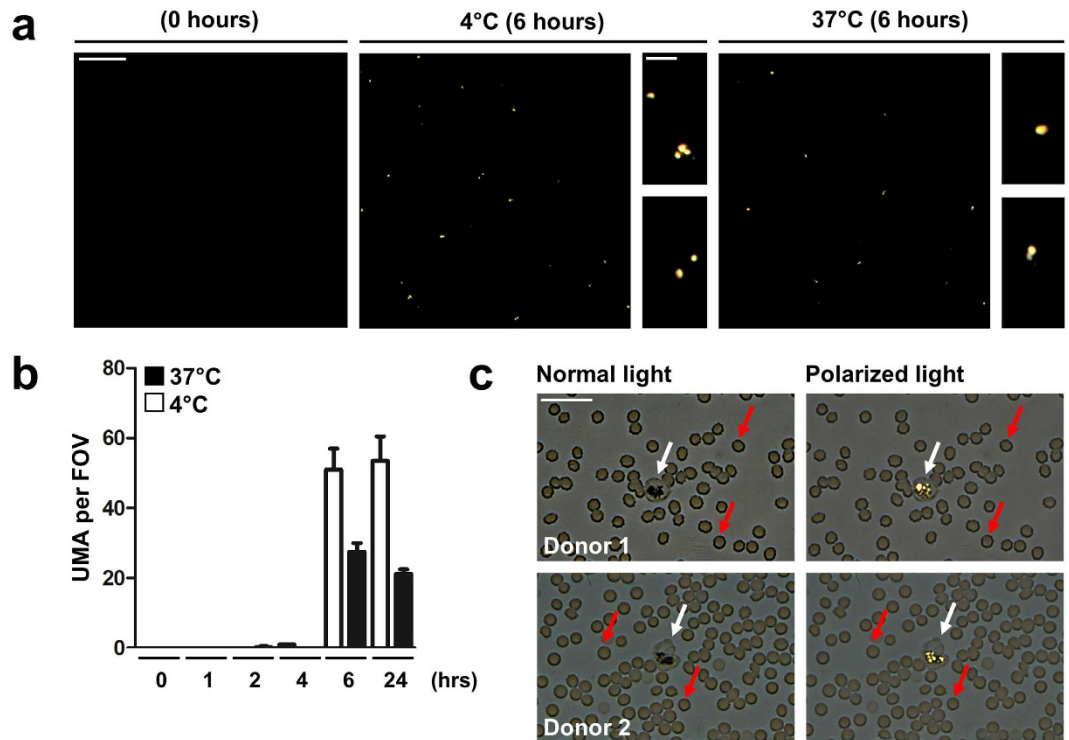 a
(0 hours)
4°C (6 hours)
37°C (6 hours)
b
80
60
40
20
0
UMA per FOV
37°C
4°C
0 1 2 4 6 24 (hrs)
c
Normal light
Polarized light
Donor 1
Donor 2